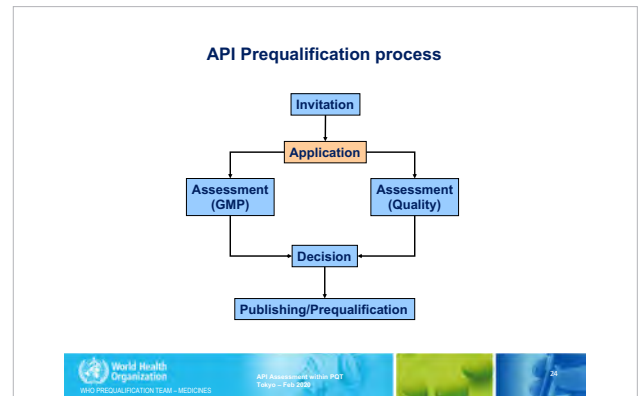 API Prequalification process
Invitation
Application
Assessment
(GMP)
Assessment
(Quality)
Decision
Publishing/Prequalification
World Health
Organization
WHO PREQUALIFICATION TEAM – MEDICINES
API Assessment within PQT
Tokyo – Feb 2020
24